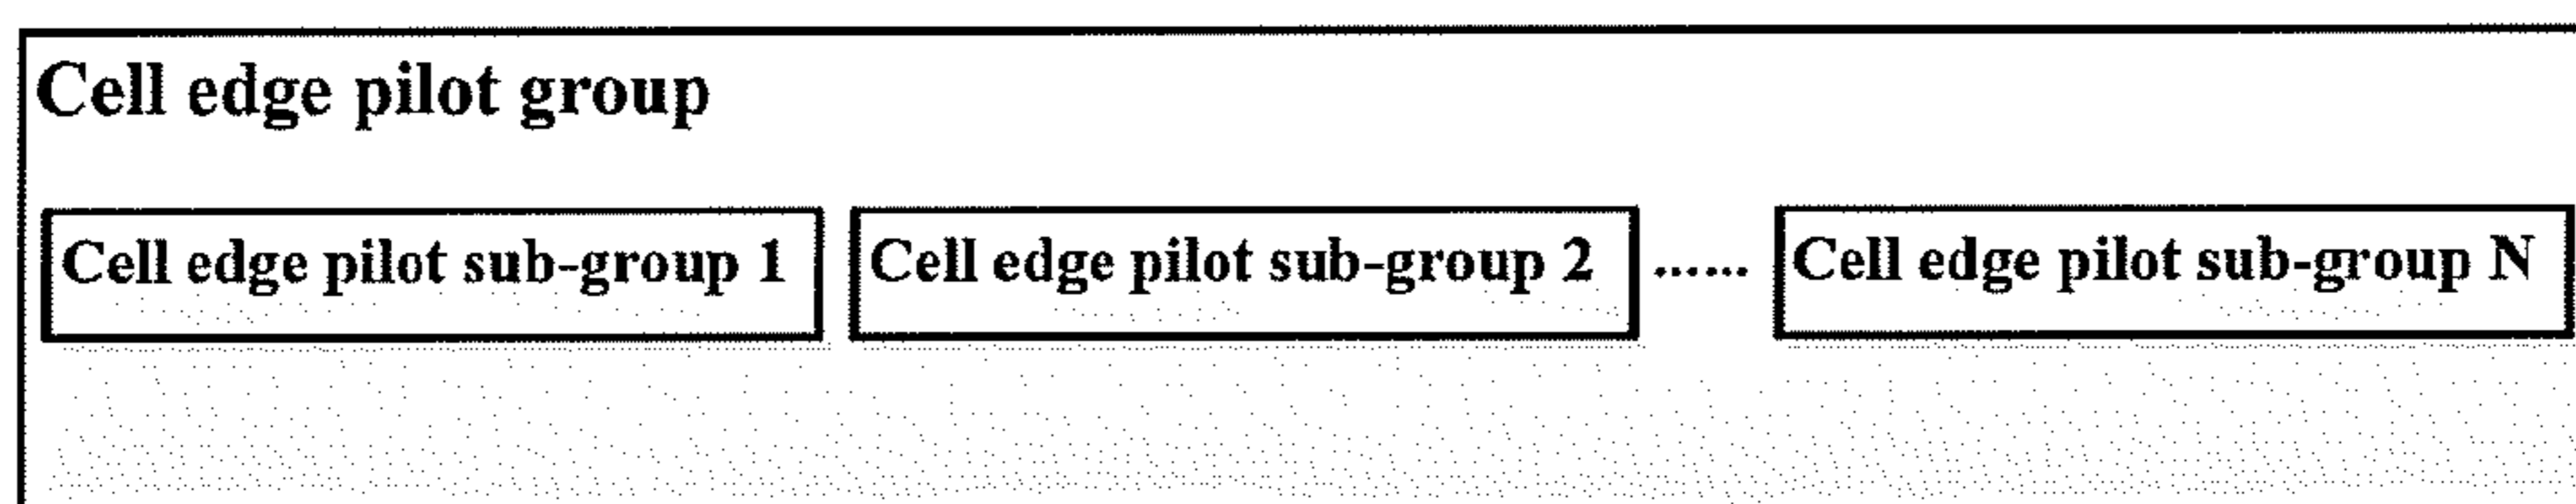 Cell edge pilot group
Cell edge pilot sub-group 1 Cell edge pilot sub-group 2 ...... Cell edge pilot sub-group N